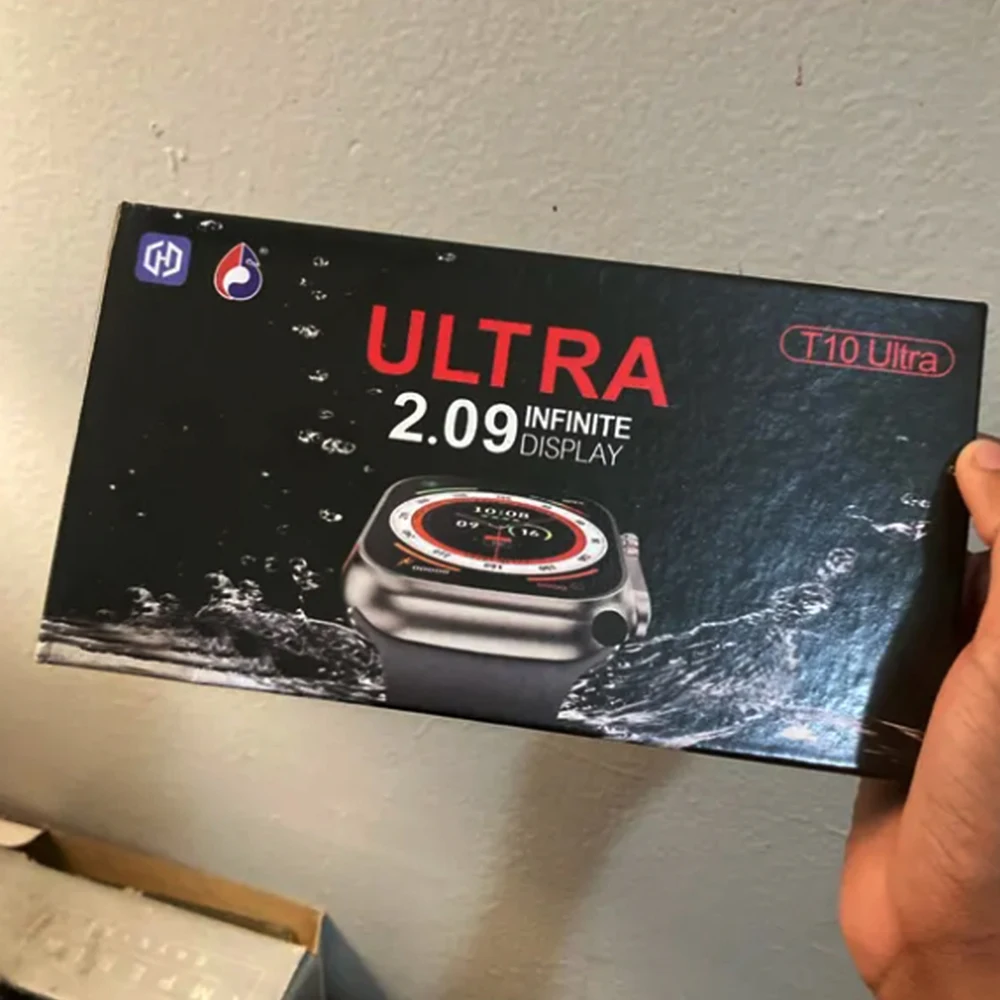 ULTRA
T10 Ultra
2.09 INFINITE
DISPLAY
10:08
09
16